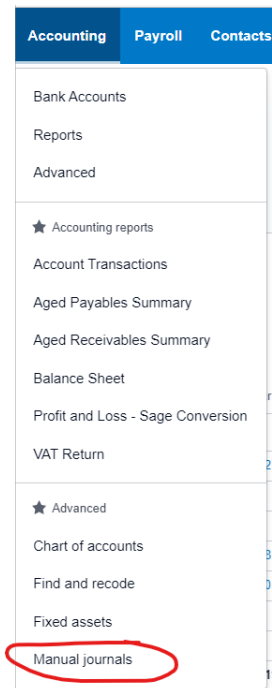 Accounting Payroll Contacts
Bank Accounts
Reports
Advanced
Accounting reports
Account Transactions
Aged Payables Summary
Aged Receivables Summary
Balance Sheet
Profit and Loss - Sage Conversion
VAT Return
Advanced
Chart of accounts
Find and recode
Fixed assets
Manual journals